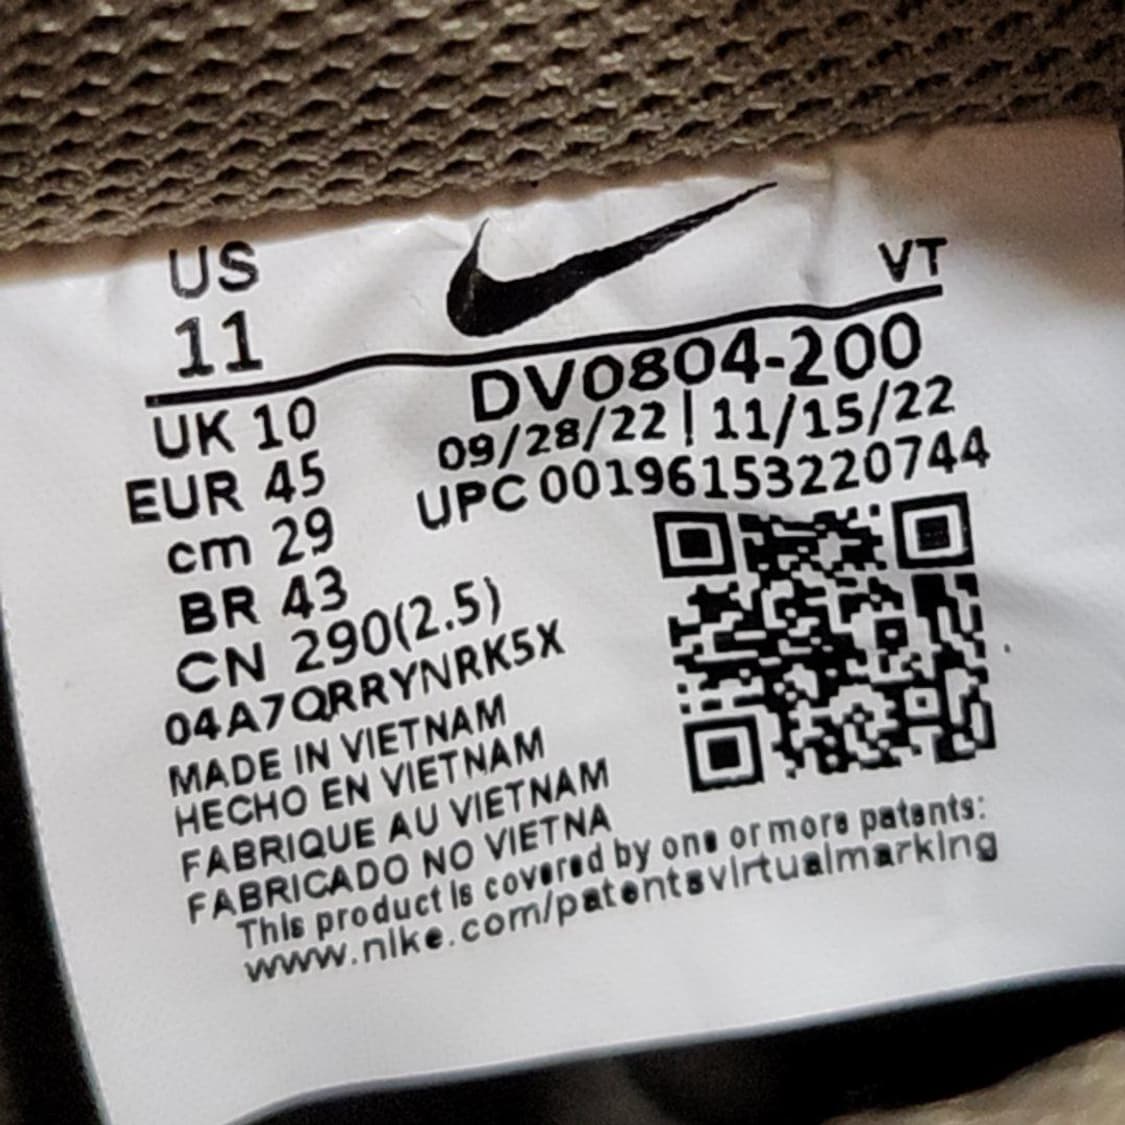 US
VT
11
DV0804-200
UK 10
09/28/22 | 11/15/22
EUR 45
UPC 00196153220744
cm 29
BR 43
CN 290(2.5)
04A7QRRYNRK5X
MADE IN VIETNAM
HECHO EN VIETNAM
FABRIQUE AU VIETNAM
FABRICADO NO VIETNA
This product is covered by one or more patents:
www.nike.com/patentsvirtualmarking